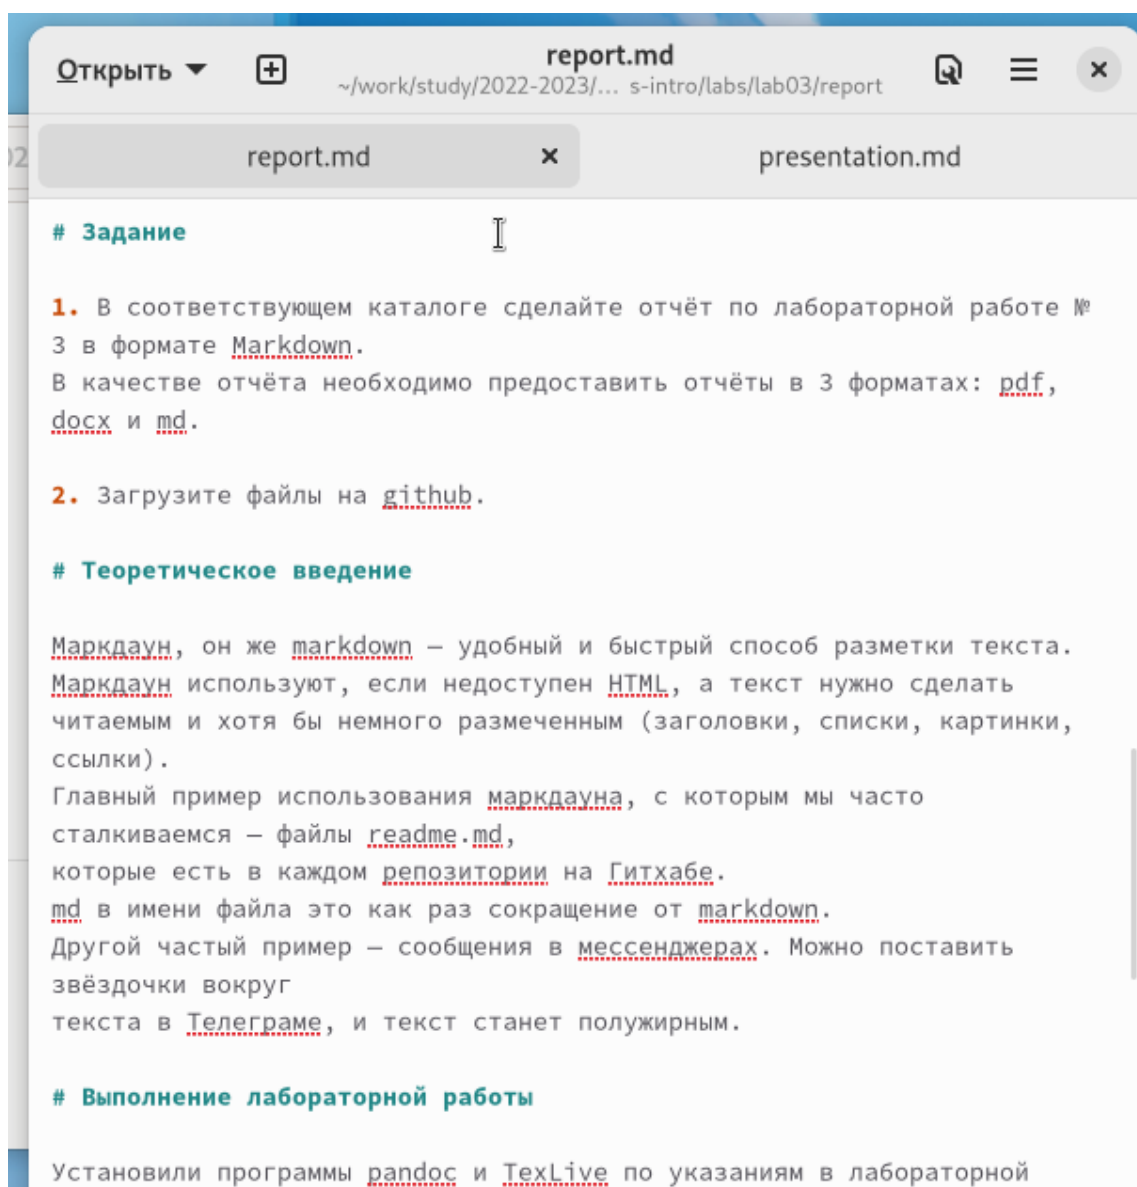 Открыть
report.md
~/work/study/2022-2023/… s-intro/labs/lab03/report
02
report.md
presentation.md
# Задание
1. В соответствующем каталоге сделайте отчёт по лабораторной работе №
3 в формате Markdown.
В качестве отчёта необходимо предоставить отчёты в 3 форматах: pdf,
docx и md.
2. Загрузите файлы на github.
# Теоретическое введение
Маркдаун, он же markdown — удобный и быстрый способ разметки текста.
Маркдаун используют, если недоступен HTML, а текст нужно сделать
читаемым и хотя бы немного размеченным (заголовки, списки, картинки,
ссылки).
Главный пример использования маркдауна, с которым мы часто
сталкиваемся — файлы readme.md,
которые есть в каждом репозитории на Гитхабе.
md в имени файла это как раз сокращение от markdown.
Другой частый пример — сообщения в мессенджерах. Можно поставить
звёздочки вокруг
текста в Телеграме, и текст станет полужирным.
# Выполнение лабораторной работы
Установили программы pandoc и TexLive по указаниям в лабораторной